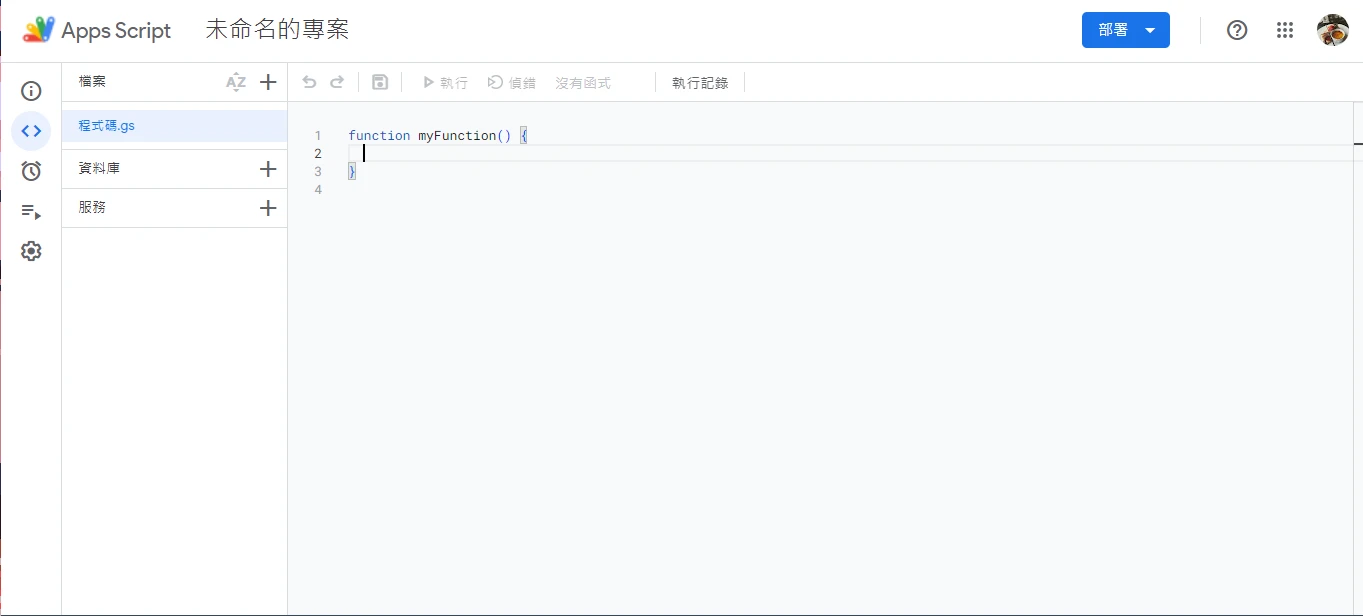 Apps Script 未命名的專案 部署
檔案 AZ
執行 偵錯 沒有函式 執行記錄
程式碼.gs
資料庫
服務
1 function myFunction() {
2
3 }
4